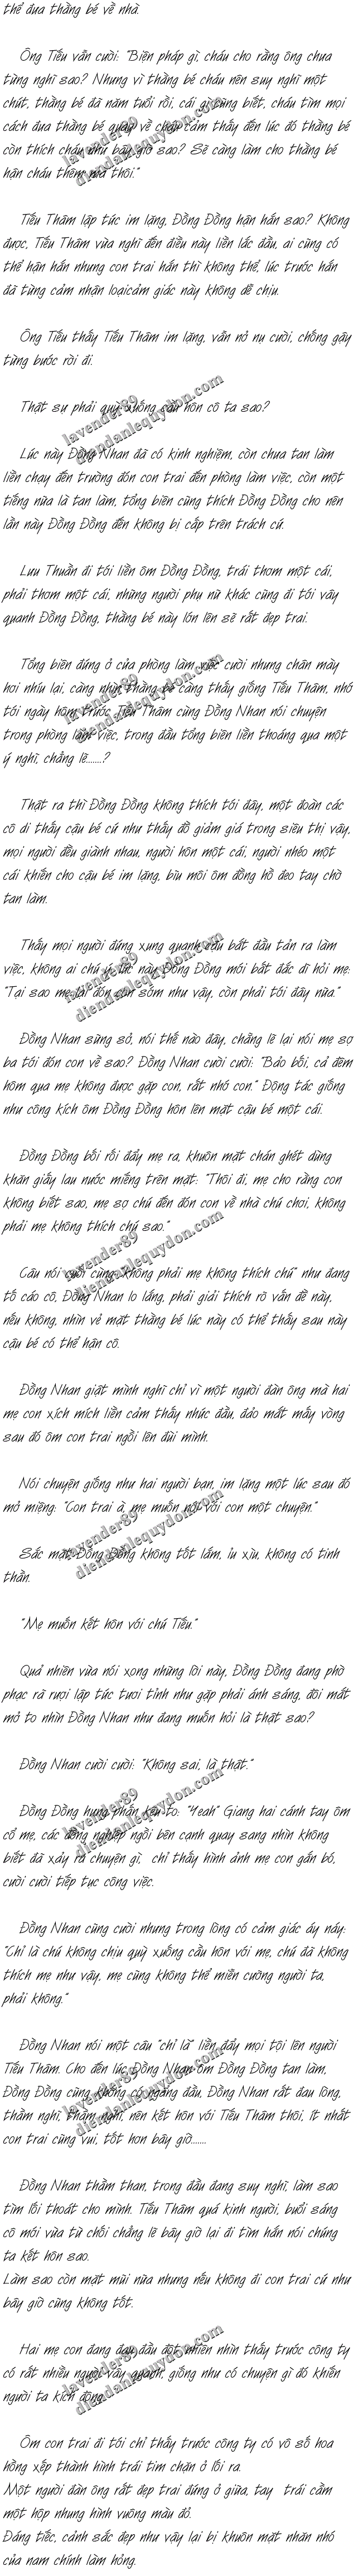 thể đưa thằng bé về nhà.
Ông Tiếu vẫn cười: "Biện pháp gì, cháu cho rằng ông chưa
từng nghĩ sao? Nhưng vì thằng bé cháu nên suy nghĩ một
chút, thằng bé đã năm tuổi rồi, cái gì cũng biết, cháu tìm mọi
cách đưa thằng bé quay về cháu cảm thấy đến lúc đó thằng bé
còn thích cháu như bây giờ sao? Sẽ càng làm cho thằng bé
hận cháu thêm mà thôi."
Tiếu Thâm lập tức im lặng, Đồng Đồng hận hắn sao? Không
được, Tiếu Thâm vừa nghĩ đến điều này liền lắc đầu, ai cũng có
thể hận hắn nhưng con trai hắn thì không thể, lúc trước hắn
đã từng cảm nhận loạicảm giác này không dễ chịu.
Ông Tiếu thấy Tiếu Thâm im lặng, vẫn nở nụ cười, chống gậy
từng bước rời đi.
Thật sự phải quỳ xuống cầu hôn cô ta sao?
Lúc này Đồng Nhan đã có kinh nghiệm, còn chưa tan làm
liền chạy đến trường đón con trai đến phòng làm việc, còn một
tiếng nữa là tan làm, tổng biên cũng thích Đồng Đồng cho nên
lần này Đồng Đồng đến không bị cấp trên trách cứ.
Lưu Thuần đi tới liền ôm Đồng Đồng, trái thơm một cái,
phải thơm một cái, những người phụ nữ khác cũng đi tới vây
quanh Đồng Đồng, thằng bé này lớn lên sẽ rất đẹp trai.
Tổng biên đứng ở cửa phòng làm việc cười nhưng chân mày
hơi nhíu lại, càng nhìn thằng bé càng thấy giống Tiếu Thâm, nhớ
tới ngày hôm trước Tiếu Thâm cùng Đồng Nhan nói chuyện
trong phòng làm việc, trong đầu tổng biên liền thoáng qua một
ý nghĩ, chẳng lẽ.......?
Thật ra thì Đồng Đồng không thích tới đây, một đoàn các
cô dì thấy cậu bé cứ như thấy đồ giảm giá trong siêu thị vậy,
mọi người đều giành nhau, người hôn một cái, người nhéo một
cái khiến cho cậu bé im lặng, bĩu môi ôm đồng hồ đeo tay chờ
tan làm.
Thấy mọi người đứng xung quanh cậu bắt đầu tản ra làm
việc, không ai chú ý, lúc này Đồng Đồng mới bất đắc dĩ hỏi mẹ:
"Tại sao mẹ lại đón con sớm như vậy, còn phải tới đây nữa."
Đồng Nhan sững sờ, nói thế nào đây, chẳng lẽ lại nói mẹ sợ
ba tới đón con về sao? Đồng Nhan cười cười: "Bảo bối, cả đêm
hôm qua mẹ không được gặp con, rất nhớ con." Động tác giống
như công kích ôm Đồng Đồng hôn lên mặt cậu bé một cái.
Đồng Đồng bối rối đẩy mẹ ra, khuôn mặt chán ghét dùng
khăn giấy lau nước miếng trên mặt: "Thôi đi, mẹ cho rằng con
không biết sao, mẹ sợ chú đến đón con về nhà chú chơi, không
phải mẹ không thích chú sao."
Câu nói cuối cùng "không phải mẹ không thích chú" như đang
tố cáo cô, Đồng Nhan lo lắng, phải giải thích rõ vấn đề này,
nếu không, nhìn vẻ mặt thằng bé lúc này có thể thấy sau này
cậu bé có thể hận cô.
Đồng Nhan giật mình nghĩ chỉ vì một người đàn ông mà hai
mẹ con xích mích liền cảm thấy nhức đầu, đảo mắt mấy vòng
sau đó ôm con trai ngồi lên đùi mình.
Nói chuyện giống như hai người bạn, im lặng một lúc sau đó
mở miệng: "Con trai à, mẹ muốn nói với con một chuyện."
Sắc mặt Đồng Đồng không tốt lắm, ỉu xìu, không có tinh
thần.
"Mẹ muốn kết hôn với chú Tiếu."
Quả nhiên vừa nói xong những lời này, Đồng Đồng đang phờ
phạc rã rượi lập tức tươi tỉnh như gặp phải ánh sáng, đôi mắt
mở to nhìn Đồng Nhan như đang muốn hỏi là thật sao?
Đồng Nhan cười cười: "Không sai, là thật."
Đồng Đồng hưng phấn kêu to: "Yeah" Giang hai cánh tay ôm
cổ mẹ, các đồng nghiệp ngồi bên cạnh quay sang nhìn không
biết đã xảy ra chuyện gì, chỉ thấy hình ảnh mẹ con gắn bó,
cười cười tiếp tục công việc.
Đồng Nhan cũng cười nhưng trong lòng có cảm giác áy náy:
"Chỉ là chú không chịu quỳ xuống cầu hôn với mẹ, chú đã không
thích mẹ như vậy, mẹ cũng không thể miễn cưỡng người ta,
phải không."
Đồng Nhan nói một câu "chỉ là" liền đẩy mọi tội lên người
Tiếu Thâm. Cho đến lúc Đồng Nhan ôm Đồng Đồng tan làm,
Đồng Đồng cũng không có ngẩng đầu, Đồng Nhan rất đau lòng,
thầm nghĩ, thầm nghĩ, nên kết hôn với Tiếu Thâm thôi, ít nhất
con trai cũng vui, tốt hơn bây giờ.......
Đồng Nhan thầm than, trong đầu đang suy nghĩ, làm sao
tìm lối thoát cho mình. Tiếu Thâm quá kinh người, buổi sáng
cô mới vừa từ chối chẳng lẽ bây giờ lại đi tìm hắn nói chúng
ta kết hôn sao.
Làm sao còn mặt mũi nữa nhưng nếu không đi con trai cứ như
bây giờ cũng không tốt.
Hai mẹ con đang đau đầu đột nhiên nhìn thấy trước công ty
có rất nhiều người vây quanh, giống như có chuyện gì đó khiến
người ta kích động.
Ôm con trai đi tới chỉ thấy trước công ty có vô số hoa
hồng xếp thành hình trái tim chặn ở lối ra.
Một người đàn ông rất đẹp trai đứng ở giữa, tay trái cầm
một hộp nhung hình vuông màu đỏ.
Đáng tiếc, cảnh sắc đẹp như vậy lại bị khuôn mặt nhăn nhó
của nam chính làm hỏng.
lavender89
diendanlequydon.com
lavender89
diendanlequydon.com
lavender89
diendanlequydon.com
lavender89
diendanlequydon.com
lavender89
diendanlequydon.com
lavender89
diendanlequydon.com
lavender89
diendanlequydon.com
lavender89
diendanlequydon.com
lavender89
diendanlequydon.com